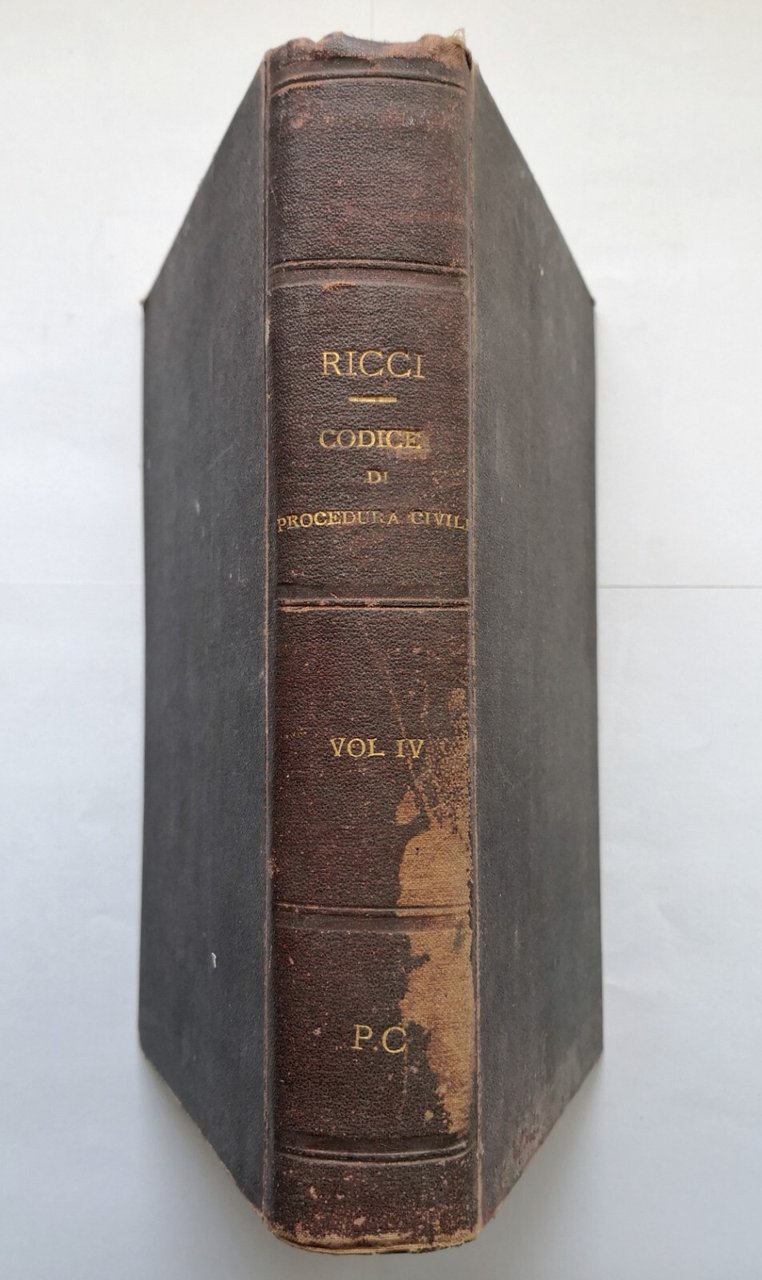 RICCI
CODICE
DI
PROCEDURA CIVILE
VOL IV
P.C